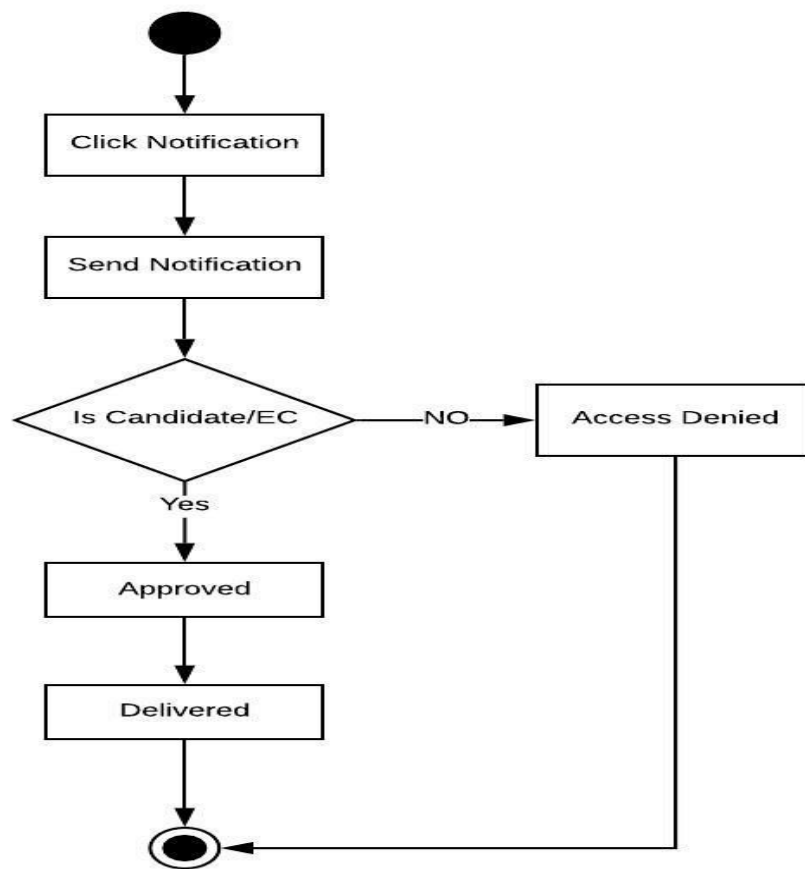 Click Notification
Send Notification
Is Candidate/EC
NO
Access Denied
Yes
Approved
Delivered